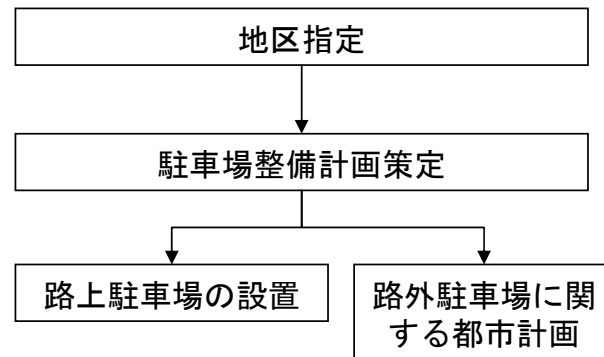 地区指定
駐車場整備計画策定
路上駐車場の設置
路外駐車場に関
する都市計画